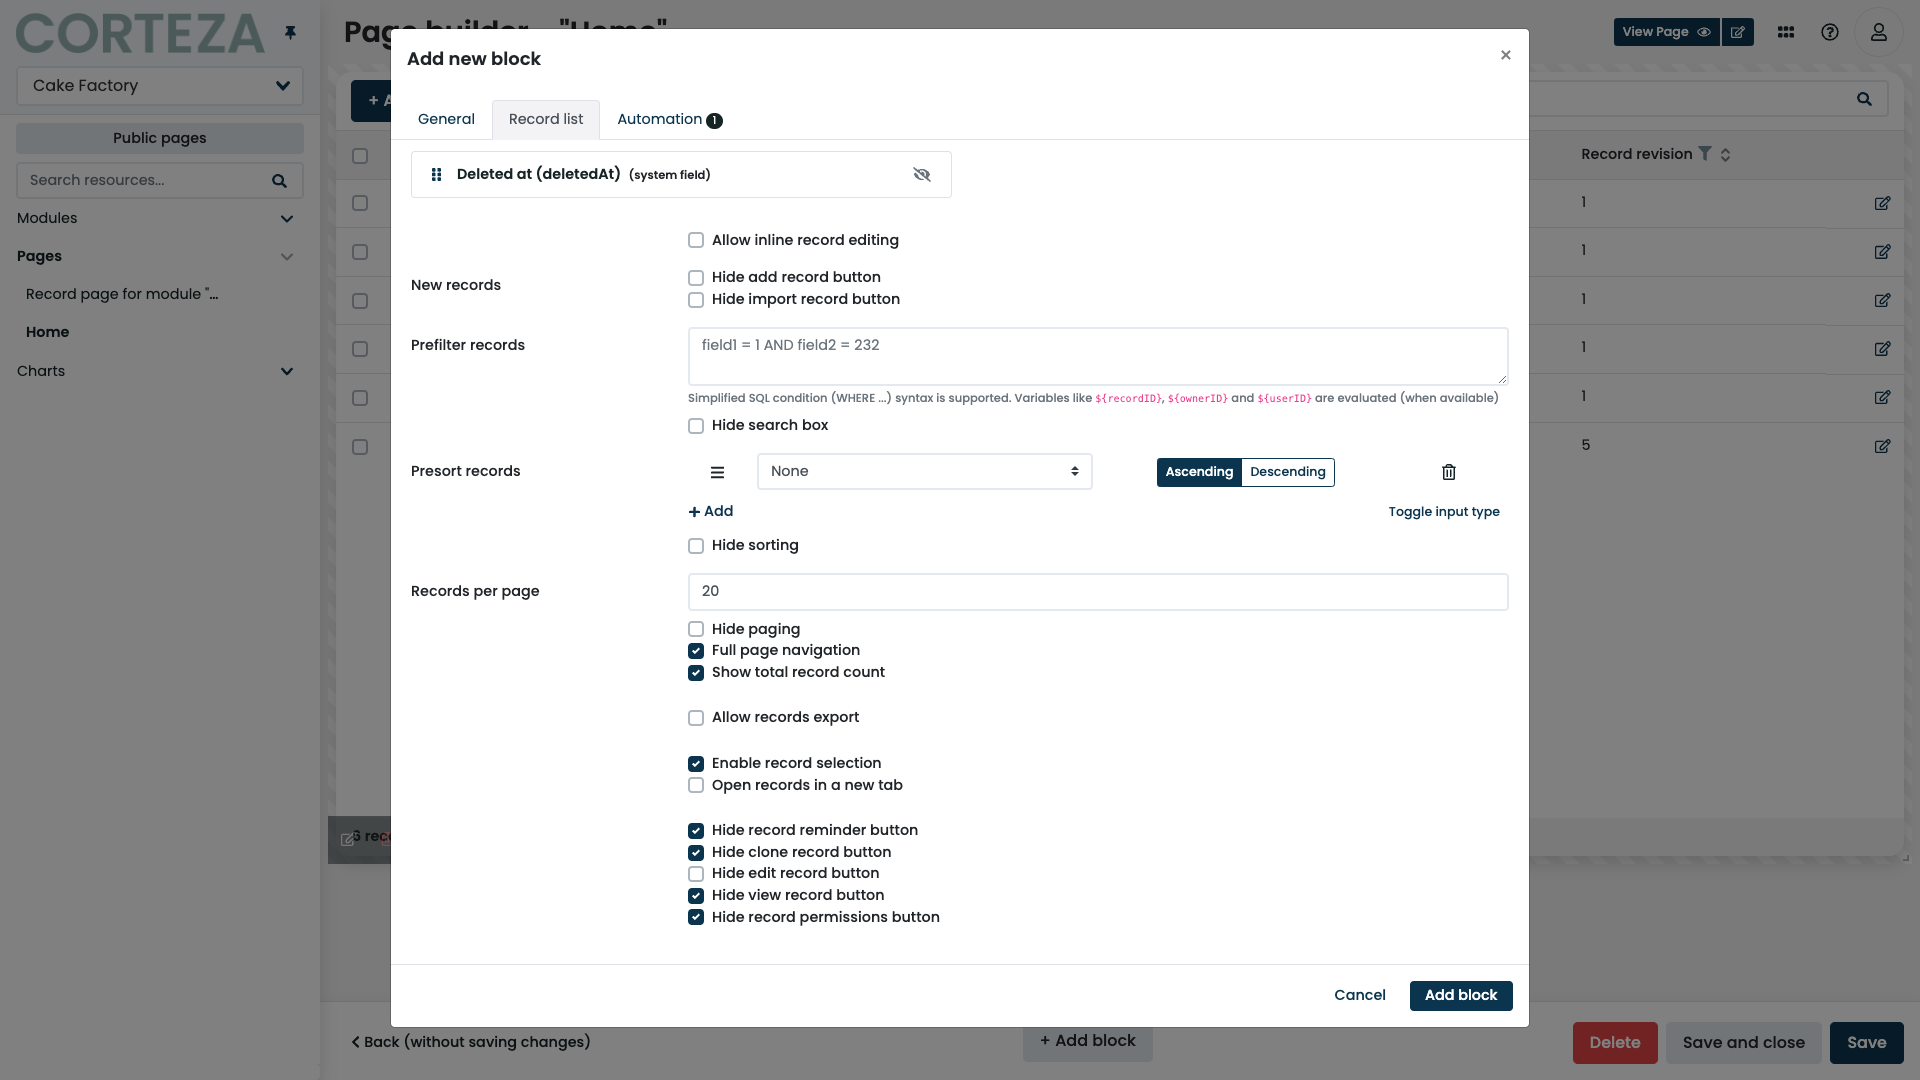 CORTEZA
Page builder - "Home"
View Page
Cake Factory
Public pages
Search resources...
Modules
Pages
Record page for module "...
Home
Charts
+ A
Record revision
1
1
1
1
1
5
6 rec
Add new block
×
General
Record list
Automation 1
Deleted at (deletedAt) (system field)
Allow inline record editing
New records
Hide add record button
Hide import record button
Prefilter records
field1 = 1 AND field2 = 232
Simplified SQL condition (WHERE ...) syntax is supported. Variables like ${recordID}, ${ownerID} and ${userID} are evaluated (when available)
Hide search box
Presort records
None
Ascending
Descending
+ Add
Toggle input type
Hide sorting
Records per page
20
Hide paging
Full page navigation
Show total record count
Allow records export
Enable record selection
Open records in a new tab
Hide record reminder button
Hide clone record button
Hide edit record button
Hide view record button
Hide record permissions button
Cancel
Add block
Back (without saving changes)
+ Add block
Delete
Save and close
Save